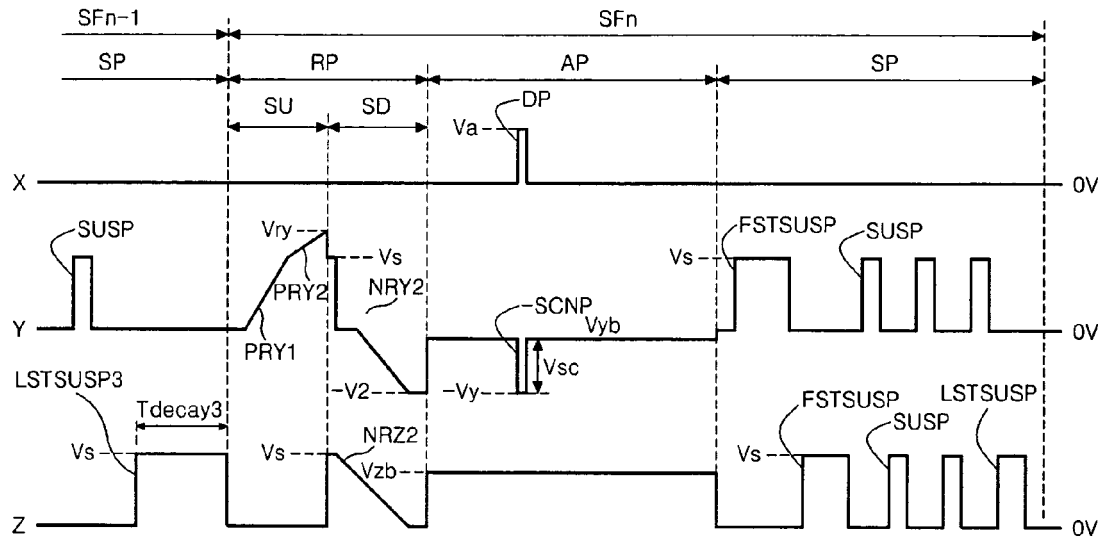 SFn-1 SFn
SP RP AP SP
SU SD
DP
Va
X 0V
SUSP
Vry
Vs
FSTSUSP
SUSP
Vs
PRY2
NRY2
-SCNP
Vyb
Y 0V
PRY1
Vsc
LSTSUSP3
-V2
-Vy
Tdecay3
FSTSUSP
LSTSUSP
SUSP
NRZ2
Vs
Vs
Vzb
Vs
Z 0V